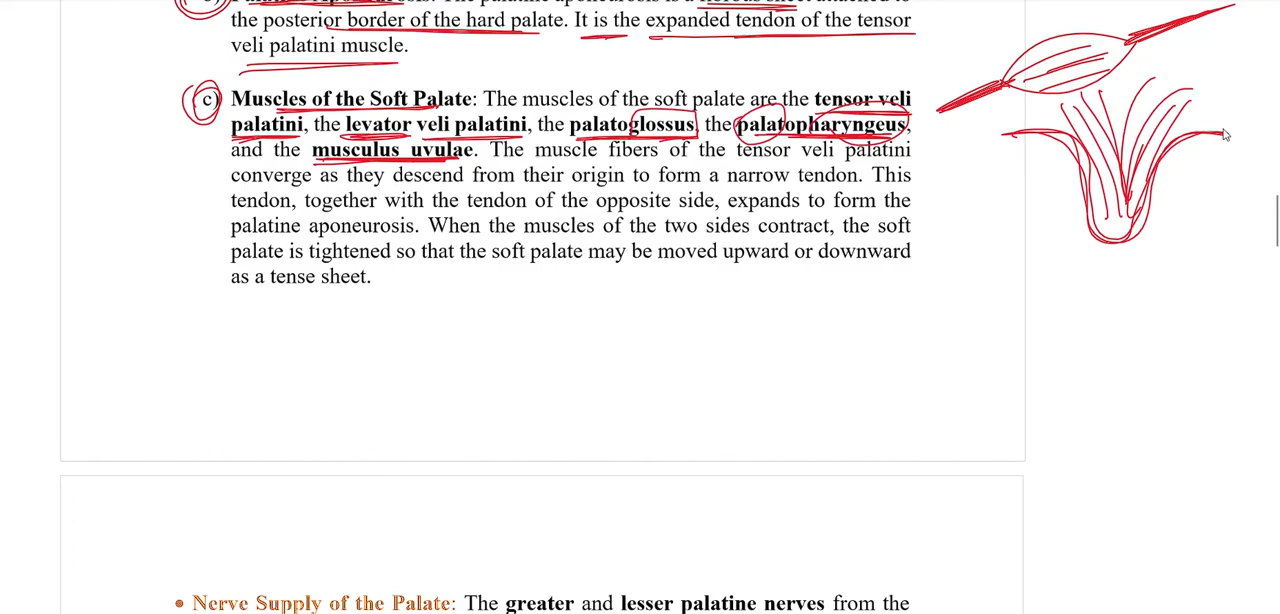 the posterior border of the hard palate. It is the expanded tendon of the tensor
veli palatini muscle.
c) Muscles of the Soft Palate: The muscles of the soft palate are the tensor veli
palatini, the levator veli palatini, the palatoglossus, the palatopharyngeus,
and the musculus uvulae. The muscle fibers of the tensor veli palatini
converge as they descend from their origin to form a narrow tendon. This
tendon, together with the tendon of the opposite side, expands to form the
palatine aponeurosis. When the muscles of the two sides contract, the soft
palate is tightened so that the soft palate may be moved upward or downward
as a tense sheet.
Nerve Supply of the Palate: The greater and lesser palatine nerves from the